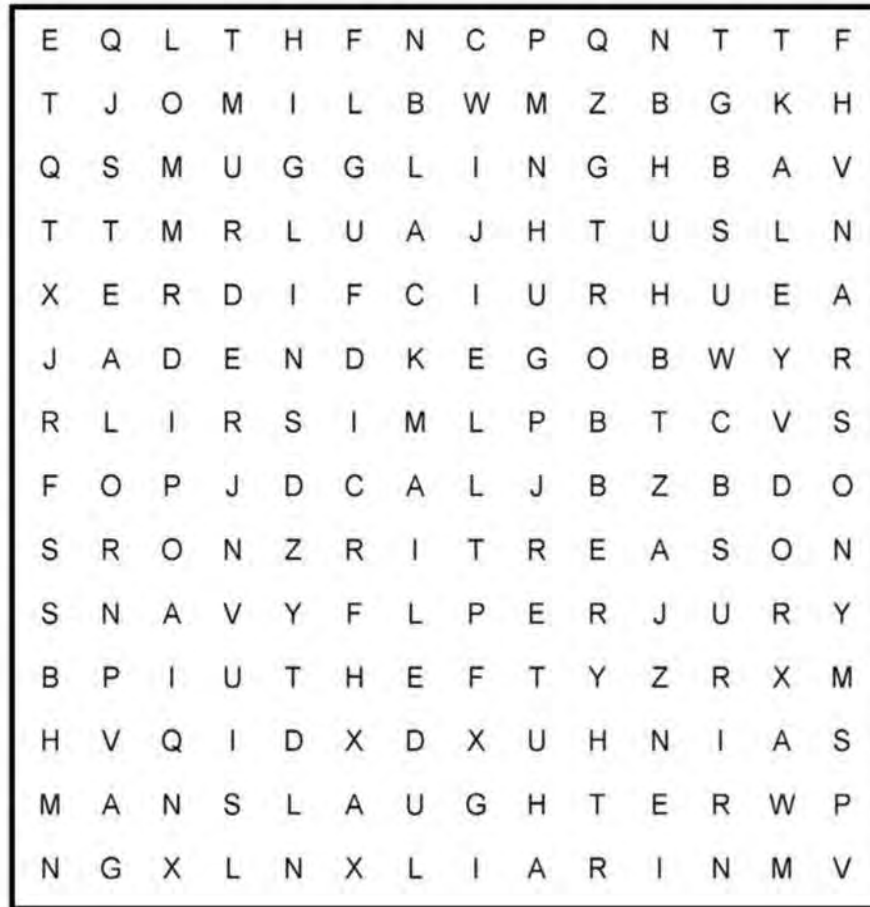 E Q L T H F N C P Q N T T F
T J O M I L B W M Z B G K H
Q S M U G G L I N G H B A V
T T M R L U A J H T U S L N
X E R D I F C I U R H U E A
J A D E N D K E G O B W Y R
R L I R S I M L P B T C V S
F O P J D C A L J B Z B D O
S R O N Z R I T R E A S O N
S N A V Y F L P E R J U R Y
B P I U T H E F T Y Z R X M
H V Q I D X D X U H N I A S
M A N S L A U G H T E R W P
N G X L N X L I A R I N M V